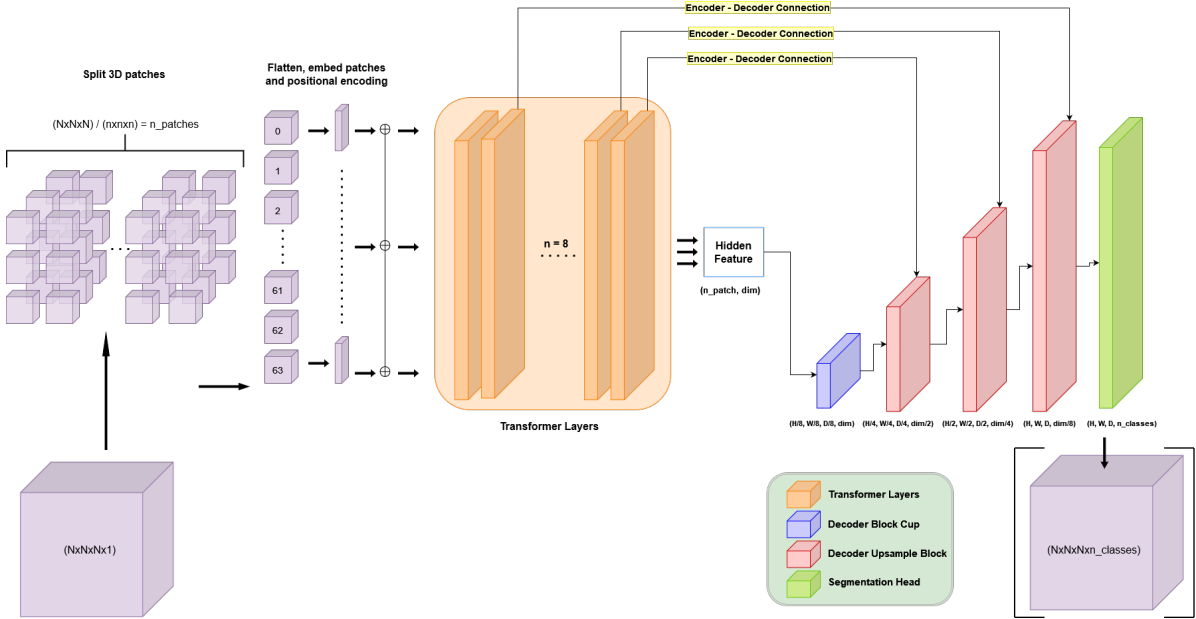 Encoder - Decoder Connection
Encoder - Decoder Connection
Encoder - Decoder Connection
Split 3D patches
(NxNxN) / (nxnxn) = n_patches
Flatten, embed patches
and positional encoding
0
1
2
61
62
63
n = 8
Transformer Layers
Hidden
Feature
(n_patch, dim)
(H/8, W/8, D/8, dim)
(H/4, W/4, D/4, dim/2)
(H/2, W/2, D/2, dim/4)
(H, W, D, dim/8)
(H, W, D, n_classes)
(NxNxNx1)
Transformer Layers
Decoder Block Cup
Decoder Upsample Block
Segmentation Head
(NxNxNxn_classes)